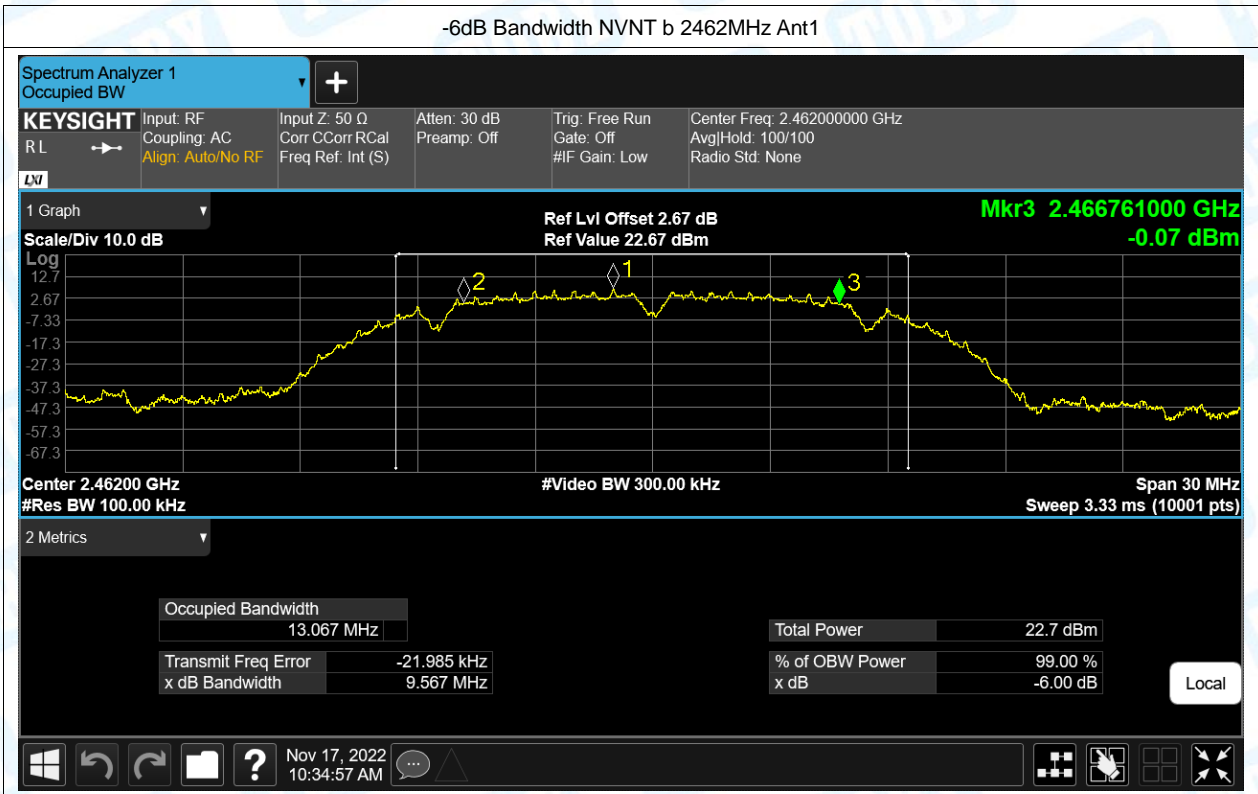 -6dB Bandwidth NVNT b 2462MHz Ant1
Spectrum Analyzer 1
Occupied BW
KEYSIGHT
R L
LXI
Input: RF
Coupling: AC
Align: Auto/No RF
Input Z: 50 Ω
Corr CCorr RCal
Freq Ref: Int (S)
Atten: 30 dB
Preamp: Off
Trig: Free Run
Gate: Off
#IF Gain: Low
Center Freq: 2.462000000 GHz
Avg|Hold: 100/100
Radio Std: None
1 Graph
Scale/Div 10.0 dB
Ref Lvl Offset 2.67 dB
Ref Value 22.67 dBm
Mkr3 2.466761000 GHz
-0.07 dBm
Log
12.7
2.67
-7.33
-17.3
-27.3
-37.3
-47.3
-57.3
-67.3
2
1
3
Center 2.46200 GHz
#Res BW 100.00 kHz
#Video BW 300.00 kHz
Span 30 MHz
Sweep 3.33 ms (10001 pts)
2 Metrics
Occupied Bandwidth
13.067 MHz
Transmit Freq Error -21.985 kHz
x dB Bandwidth 9.567 MHz
Total Power 22.7 dBm
% of OBW Power 99.00 %
x dB -6.00 dB
Local
?
Nov 17, 2022
10:34:57 AM